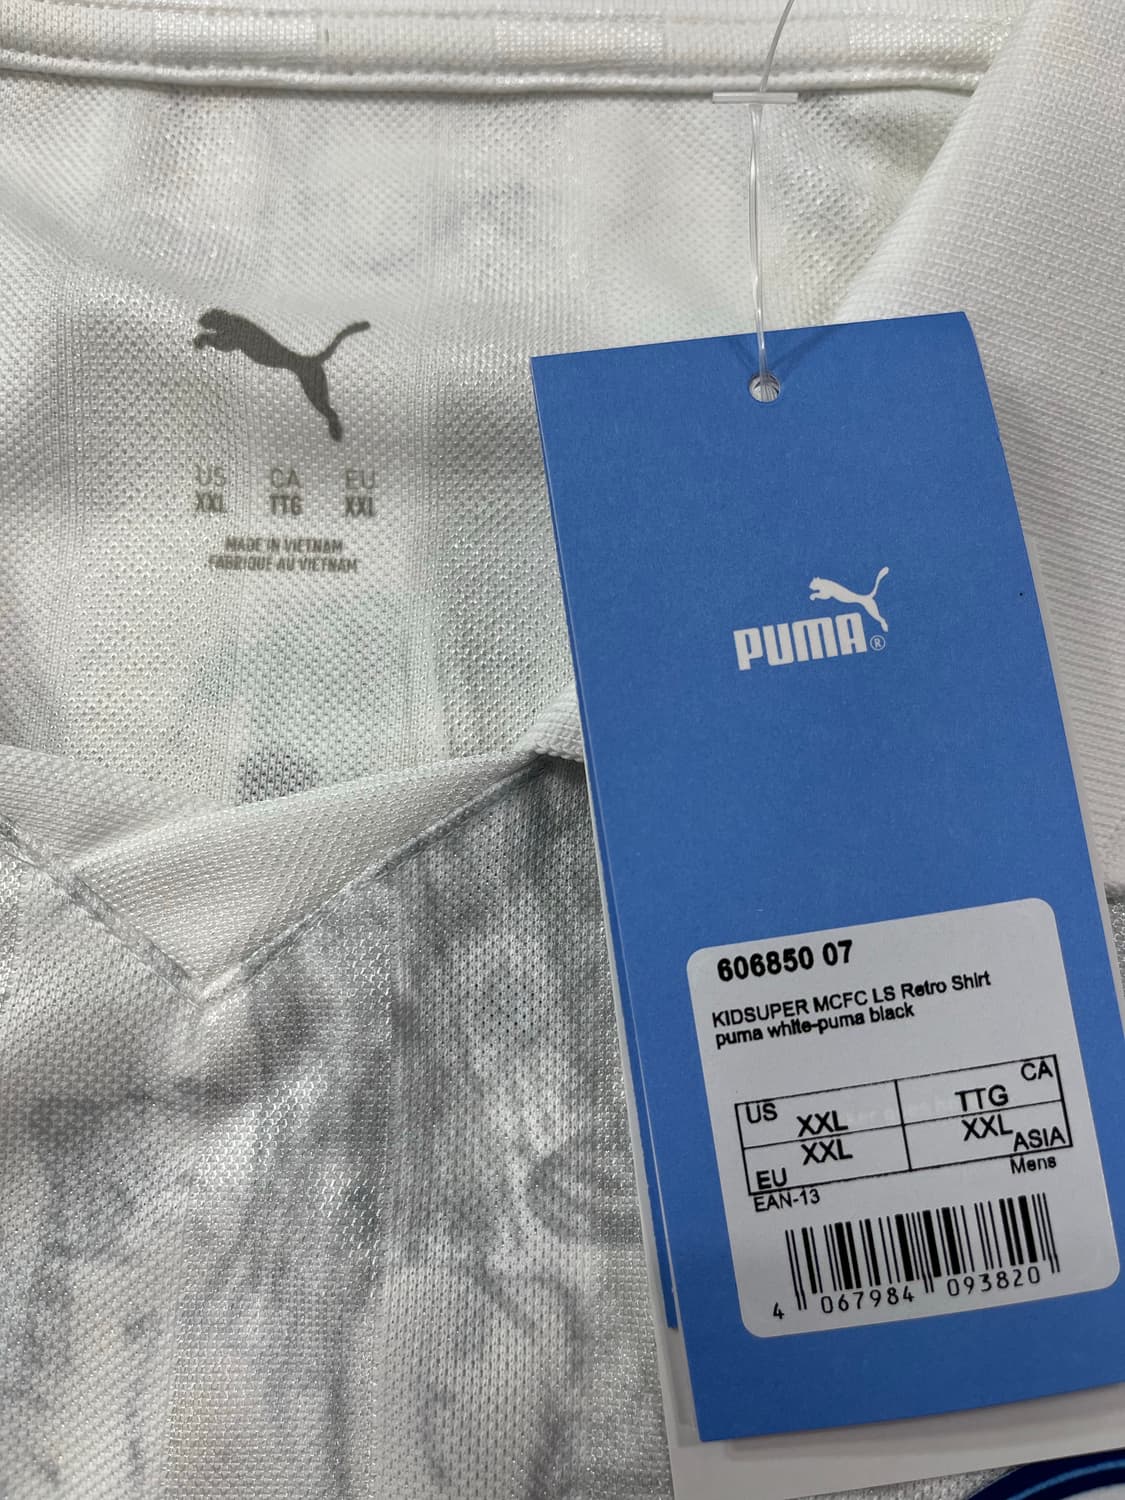 US CA EU
XXL TTG XXL
MADE IN VIETNAM
FABRIQUE AU VIETNAM
PUMA®
606850 07
KIDSUPER MCFC LS Retro Shirt
puma white-puma black
US XXL
TTG CA
EU XXL
XXL ASIA
EAN-13
Mens
4 067984 093820